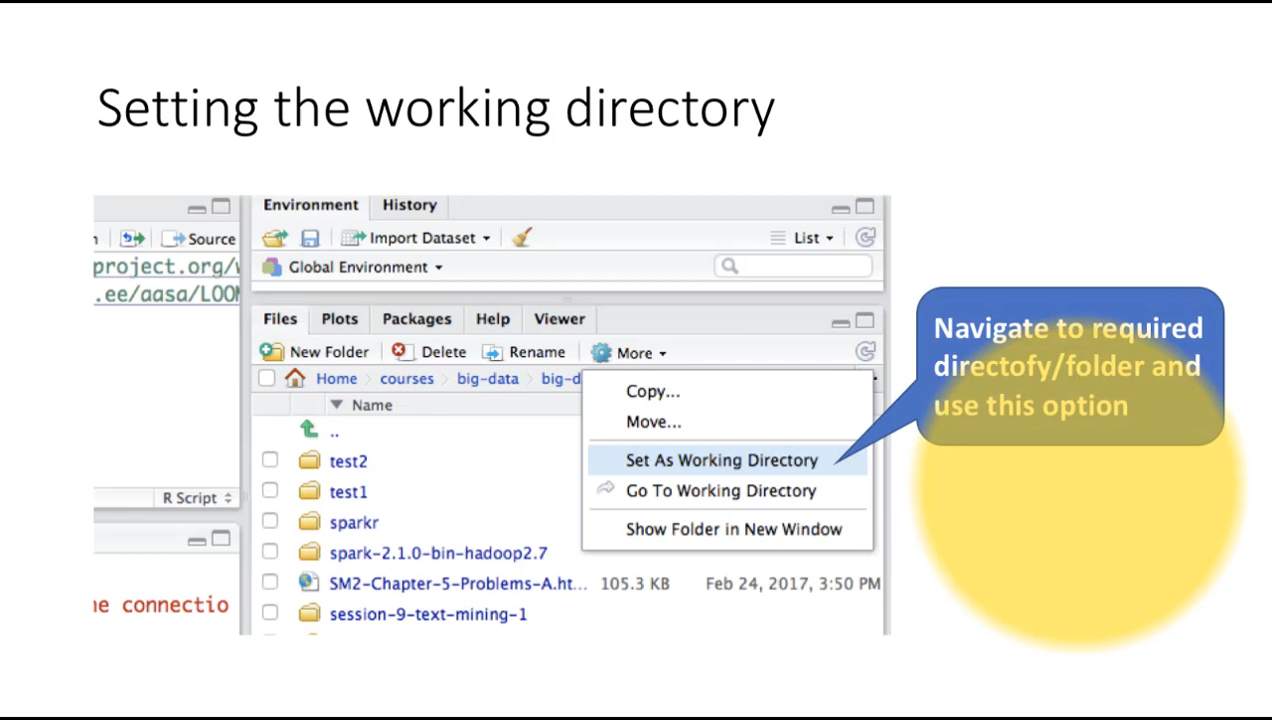 Setting the working directory
Environment History
Source
Import Dataset
List
project.org/
Global Environment
.ee/aasa/LOOM
Files Plots Packages Help Viewer
Navigate to required
directofy/folder and
use this option
New Folder Delete Rename More
Home courses big-data big-d
Copy...
Name
Move...
..
test2
Set As Working Directory
test1
Go To Working Directory
R Script
sparkr
Show Folder in New Window
spark-2.1.0-bin-hadoop2.7
SM2-Chapter-5-Problems-A.ht... 105.3 KB Feb 24, 2017, 3:50 PM
ne connectio
session-9-text-mining-1